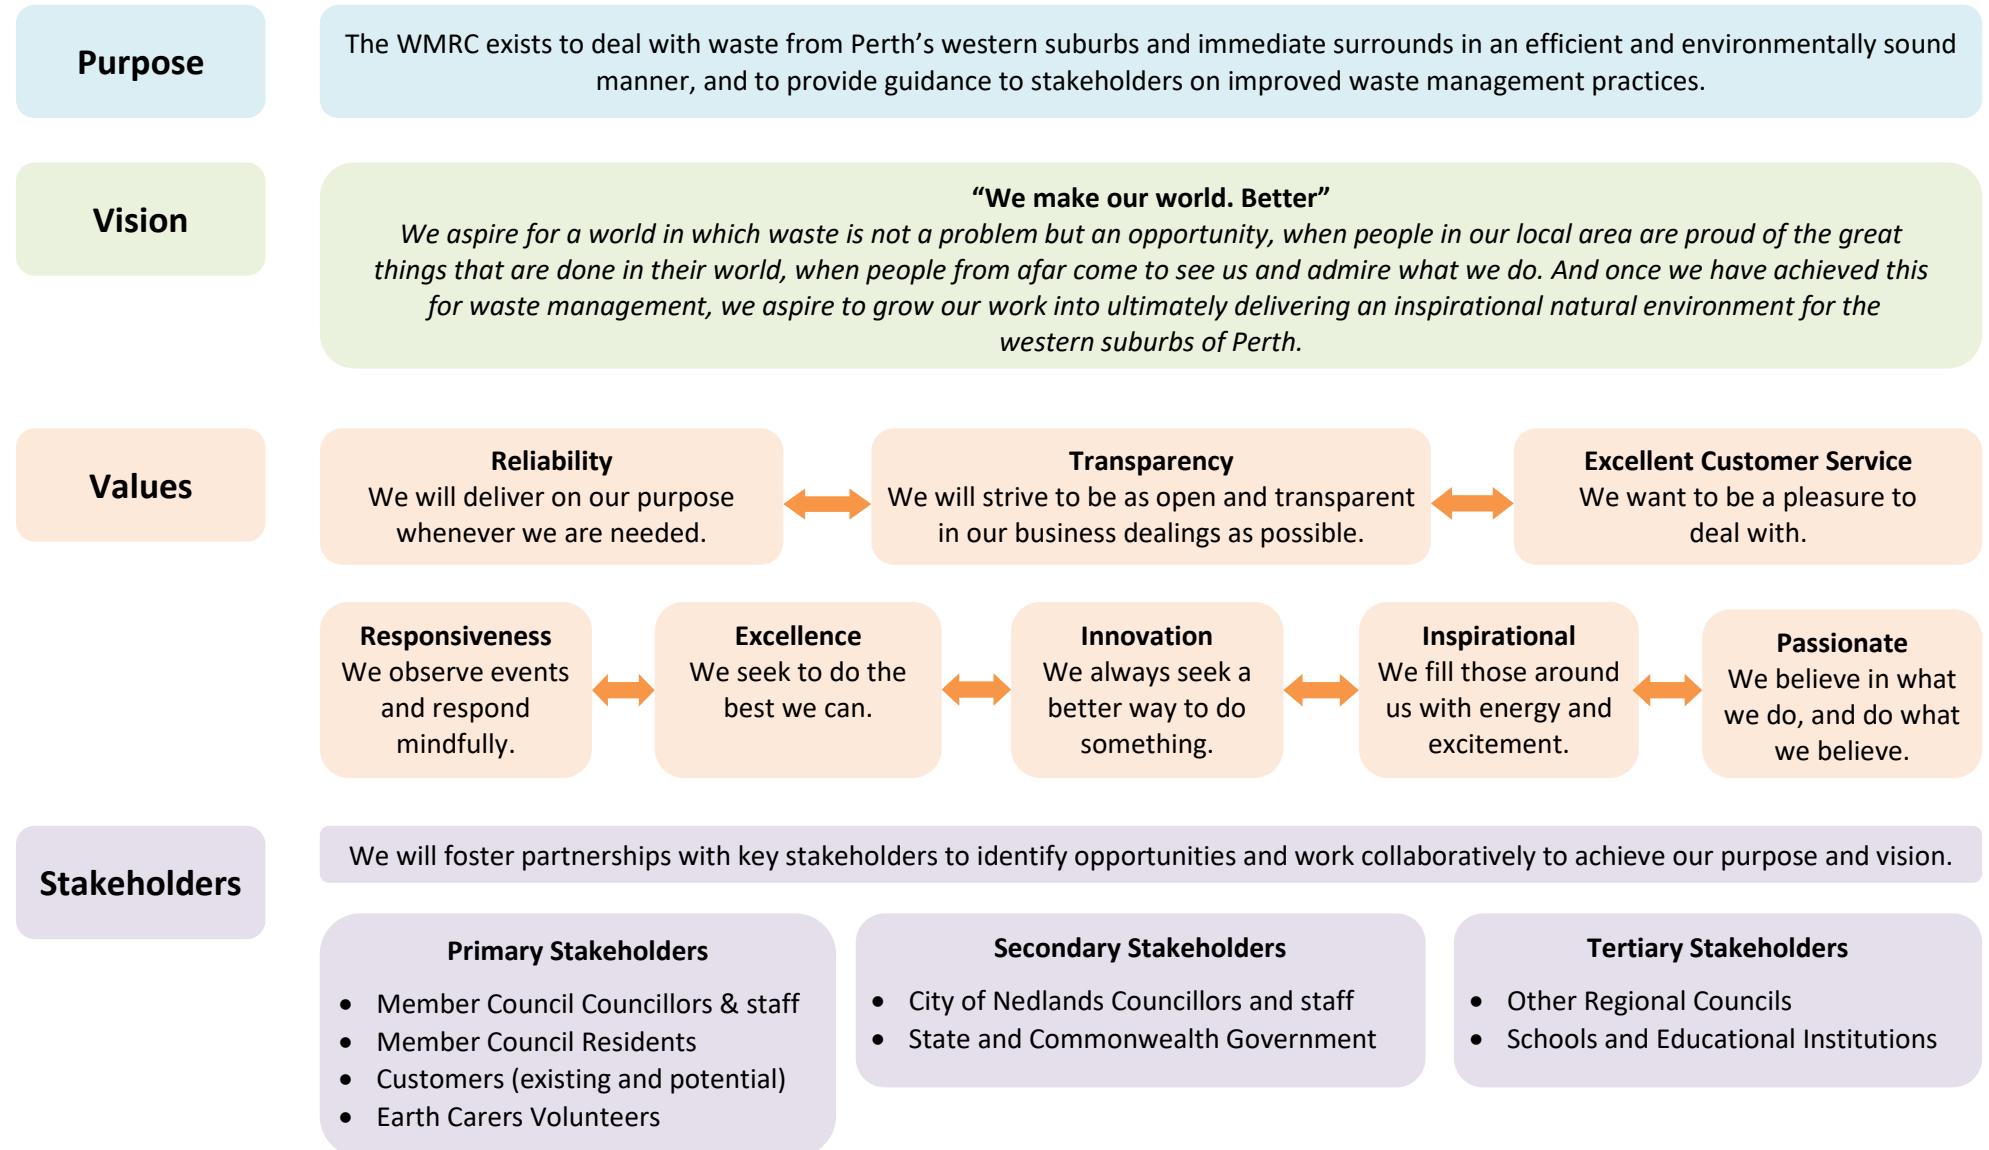 Purpose
The WMRC exists to deal with waste from Perth’s western suburbs and immediate surrounds in an efficient and environmentally sound
manner, and to provide guidance to stakeholders on improved waste management practices.
Vision
“We make our world. Better”
We aspire for a world in which waste is not a problem but an opportunity, when people in our local area are proud of the great
things that are done in their world, when people from afar come to see us and admire what we do. And once we have achieved this
for waste management, we aspire to grow our work into ultimately delivering an inspirational natural environment for the
western suburbs of Perth.
Values
Reliability
We will deliver on our purpose
whenever we are needed.
Transparency
We will strive to be as open and transparent
in our business dealings as possible.
Excellent Customer Service
We want to be a pleasure to
deal with.
Responsiveness
We observe events
and respond
mindfully.
Excellence
We seek to do the
best we can.
Innovation
We always seek a
better way to do
something.
Inspirational
We fill those around
us with energy and
excitement.
Passionate
We believe in what
we do, and do what
we believe.
Stakeholders
We will foster partnerships with key stakeholders to identify opportunities and work collaboratively to achieve our purpose and vision.
Primary Stakeholders
• Member Council Councillors & staff
• Member Council Residents
• Customers (existing and potential)
• Earth Carers Volunteers
Secondary Stakeholders
• City of Nedlands Councillors and staff
• State and Commonwealth Government
Tertiary Stakeholders
• Other Regional Councils
• Schools and Educational Institutions